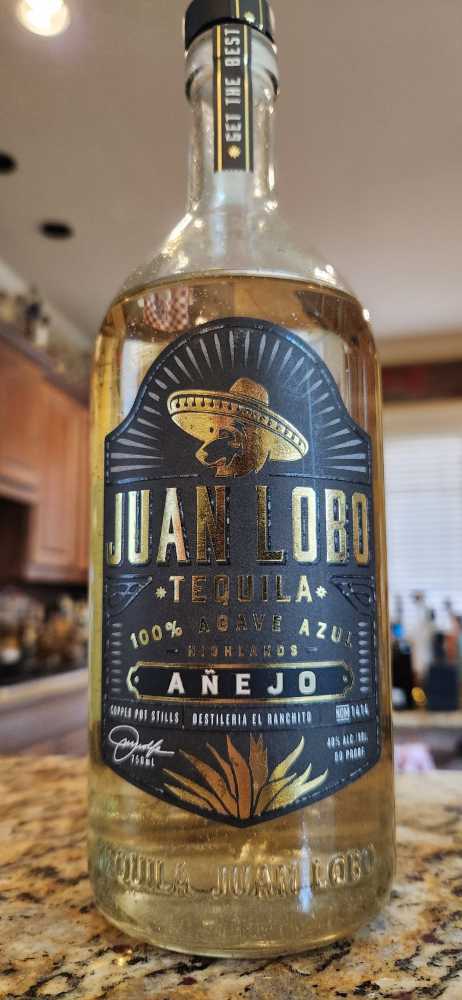 GET THE BEST
JUAN LOBO
TEQUILA
100% AGAVE AZUL
HIGHLANDS
AÑEJO
COPPER POT STILLS DESTILERIA EL RANCHITO NOM 1414
750ML
40% ALC/VOL
80 PROOF
TEQUILA JUAN LOBO